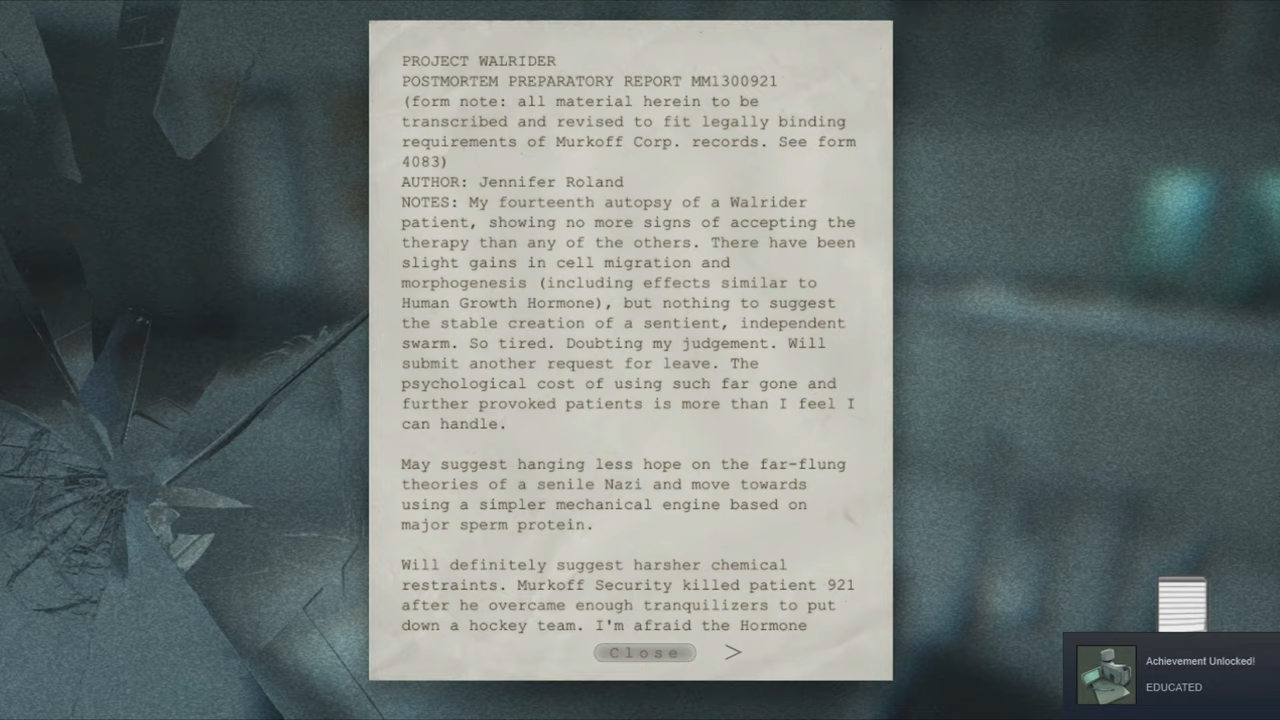 PROJECT WALRIDER
POSTMORTEM PREPARATORY REPORT MM1300921
(form note: all material herein to be
transcribed and revised to fit legally binding
requirements of Murkoff Corp. records. See form
4083)
AUTHOR: Jennifer Roland
NOTES: My fourteenth autopsy of a Walrider
patient, showing no more signs of accepting the
therapy than any of the others. There have been
slight gains in cell migration and
morphogenesis (including effects similar to
Human Growth Hormone), but nothing to suggest
the stable creation of a sentient, independent
swarm. So tired. Doubting my judgement. Will
submit another request for leave. The
psychological cost of using such far gone and
further provoked patients is more than I feel I
can handle.
May suggest hanging less hope on the far-flung
theories of a senile Nazi and move towards
using a simpler mechanical engine based on
major sperm protein.
Will definitely suggest harsher chemical
restraints. Murkoff Security killed patient 921
after he overcame enough tranquilizers to put
down a hockey team. I'm afraid the Hormone
Close >
Achievement Unlocked!
EDUCATED